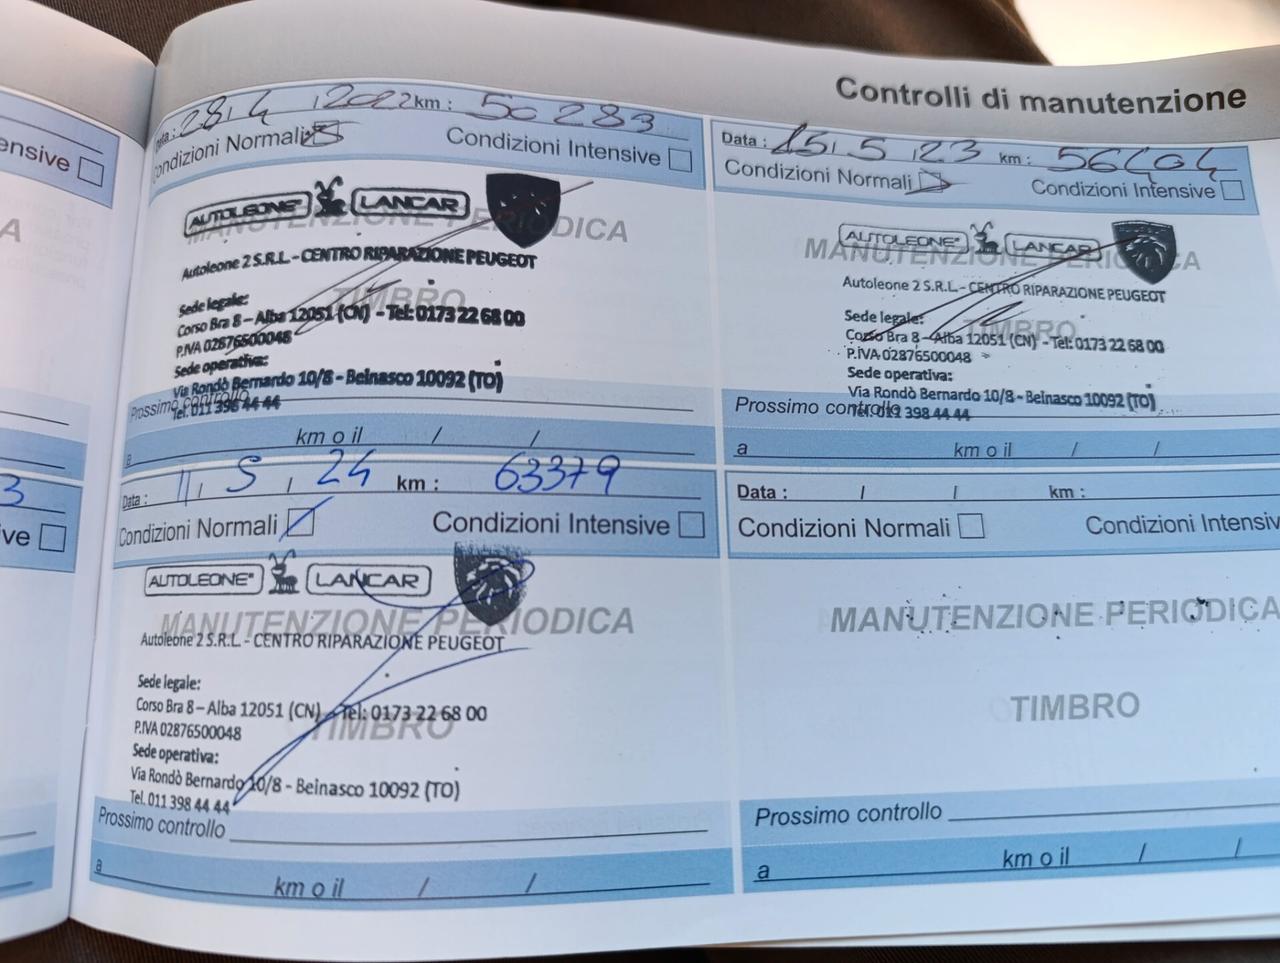 Controlli di manutenzione
ensive
A
3
ve
Data : 28 / 4 / 2022 km : 50283
Condizioni Normali Condizioni Intensive
AUTOLEONE LANCAR
MANUTENZIONE PERIODICA
Autoleone 2 S.R.L. - CENTRO RIPARAZIONE PEUGEOT
TIMBRO
Sede legale:
Corso Bra 8 - Alba 12051 (CN) - Tel: 0173 22 68 00
P.IVA 02876500048
Sede operativa:
Via Rondò Bernardo 10/8 - Beinasco 10092 (TO)
Tel. 011 398 44 44
Prossimo controllo
a km o il / /
Data : 15 / 5 / 23 km : 56404
Condizioni Normali Condizioni Intensive
AUTOLEONE LANCAR
MANUTENZIONE PERIODICA
Autoleone 2 S.R.L. - CENTRO RIPARAZIONE PEUGEOT
Sede legale:
TIMBRO
Corso Bra 8 - Alba 12051 (CN) - Tel: 0173 22 68 00
P.IVA 02876500048
Sede operativa:
Via Rondò Bernardo 10/8 - Beinasco 10092 (TO)
Tel. 011 398 44 44
Prossimo controllo
a km o il / /
Data : 11 / 5 / 24 km : 63379
Condizioni Normali Condizioni Intensive
AUTOLEONE LANCAR
MANUTENZIONE PERIODICA
Autoleone 2 S.R.L. - CENTRO RIPARAZIONE PEUGEOT
Sede legale:
Corso Bra 8 - Alba 12051 (CN) - Tel: 0173 22 68 00
TIMBRO
P.IVA 02876500048
Sede operativa:
Via Rondò Bernardo 10/8 - Beinasco 10092 (TO)
Tel. 011 398 44 44
Prossimo controllo
a km o il / /
Data : / / km :
Condizioni Normali Condizioni Intensiv
MANUTENZIONE PERIODICA
TIMBRO
Prossimo controllo
a km o il / /